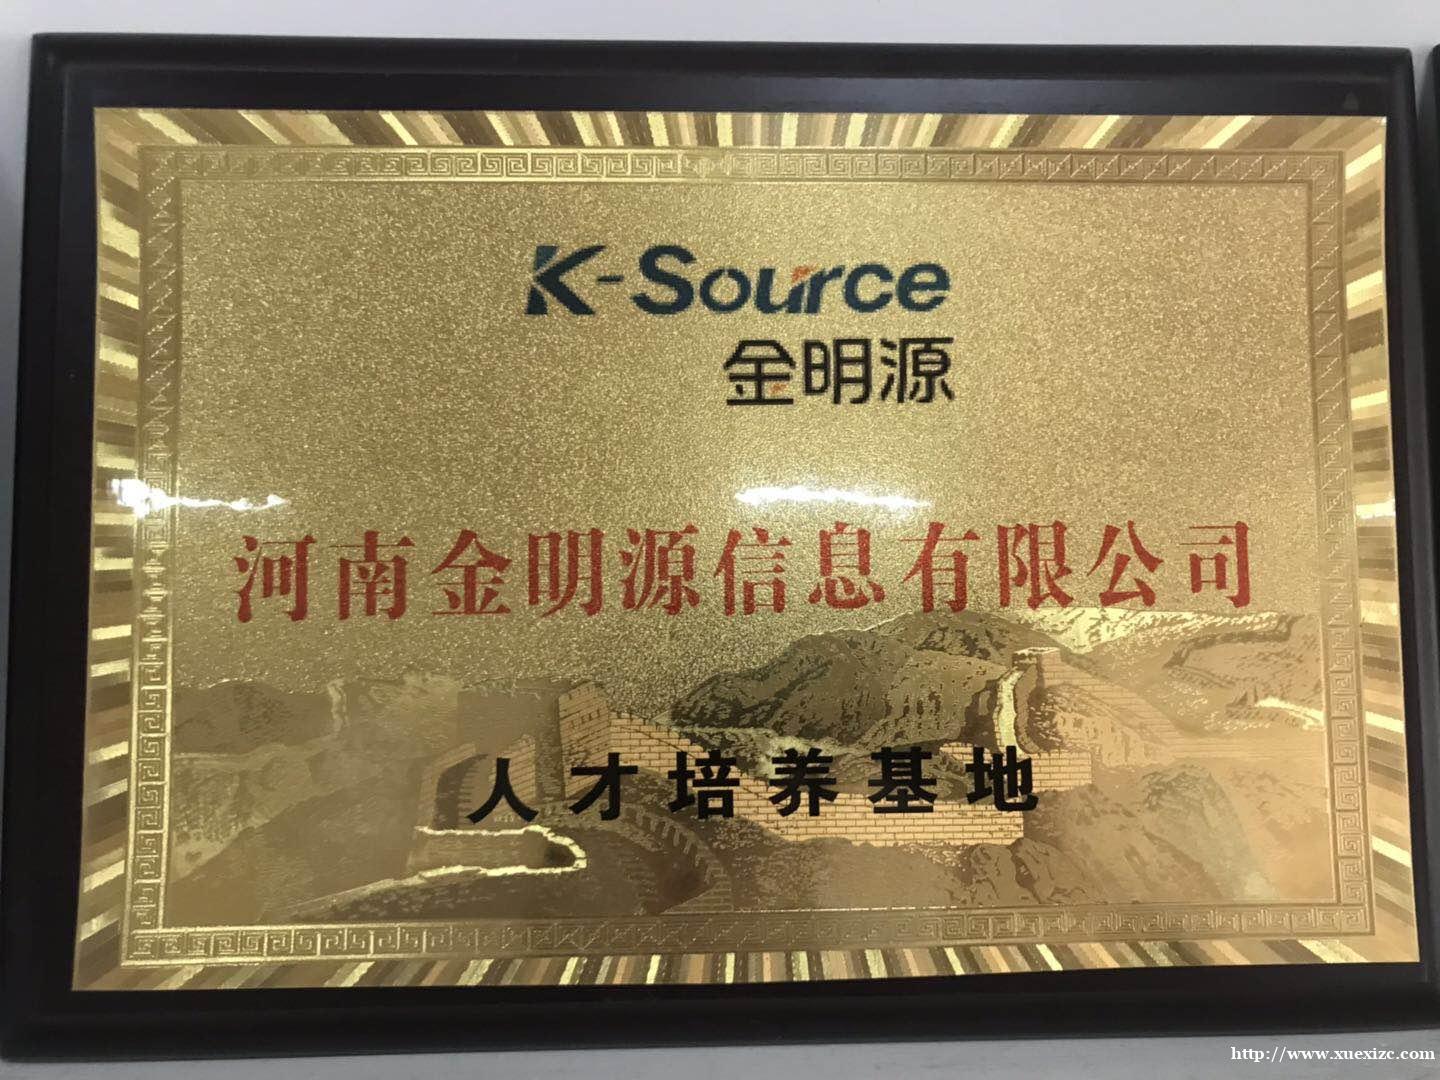 K-Source
金明源
河南金明源信息有限公司
人才培养基地
http://www.xuexizc.com